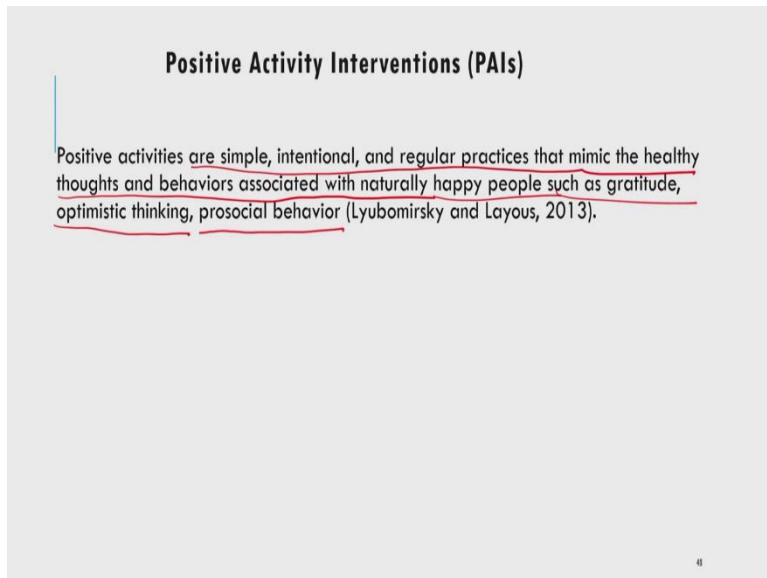 Positive Activity Interventions (PAIs)
Positive activities are simple, intentional, and regular practices that mimic the healthy
thoughts and behaviors associated with naturally happy people such as gratitude,
optimistic thinking, prosocial behavior (Lyubomirsky and Layous, 2013).
48